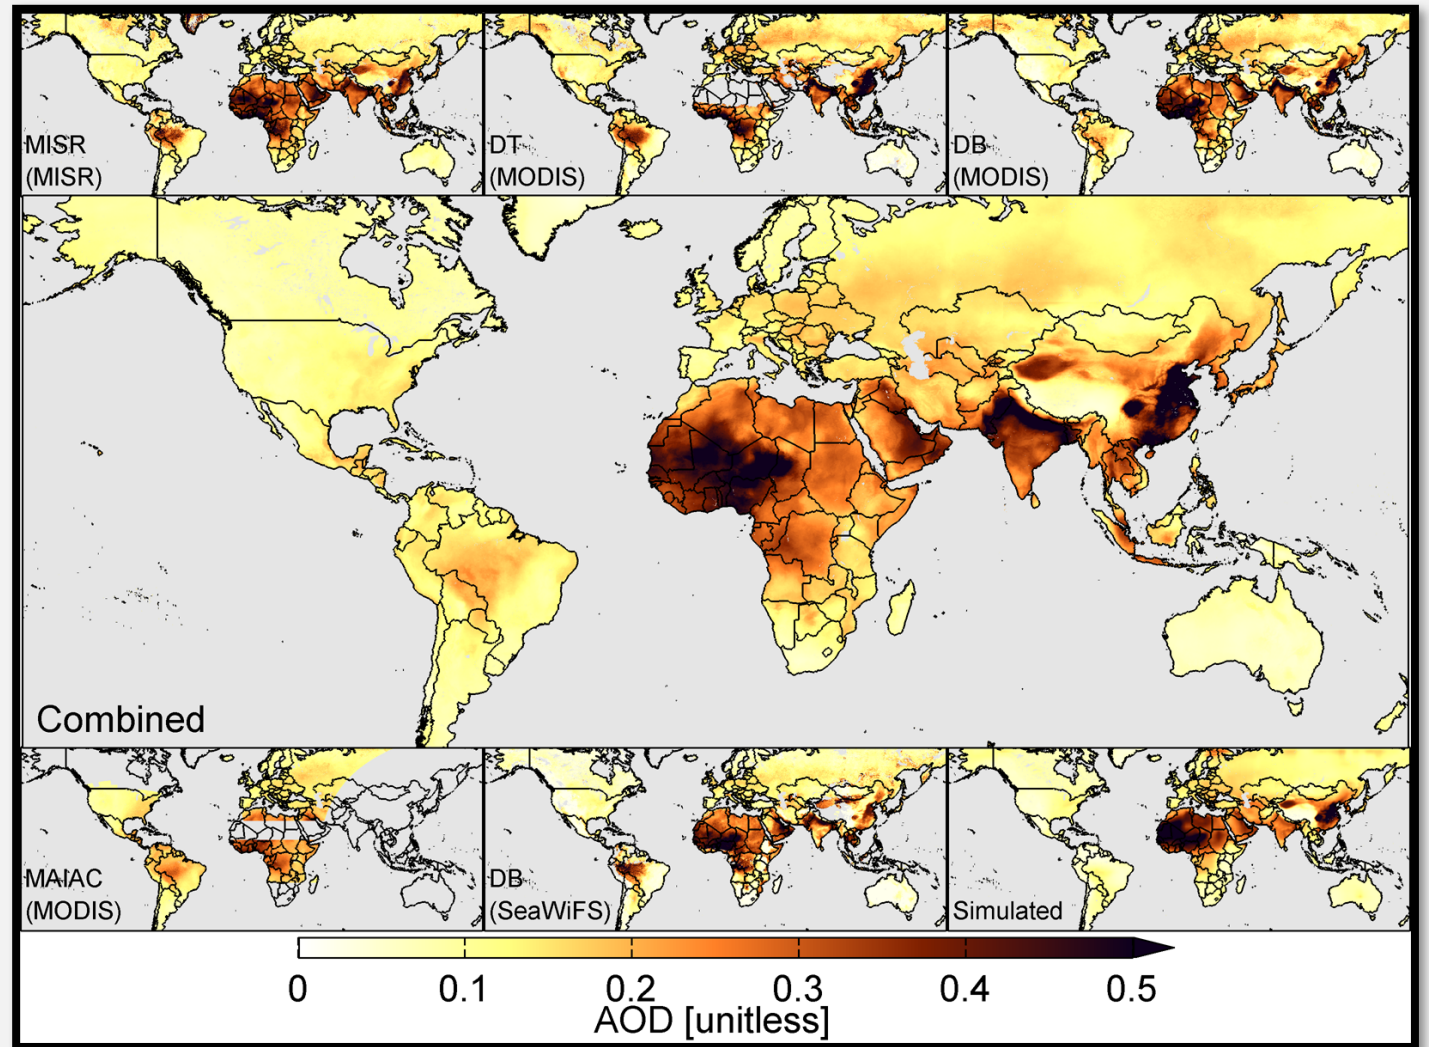 MISR
(MISR)
DT
(MODIS)
DB
(MODIS)
Combined
MAIAC
(MODIS)
DB
(SeaWiFS)
Simulated
0 0.1 0.2 0.3 0.4 0.5
AOD [unitless]